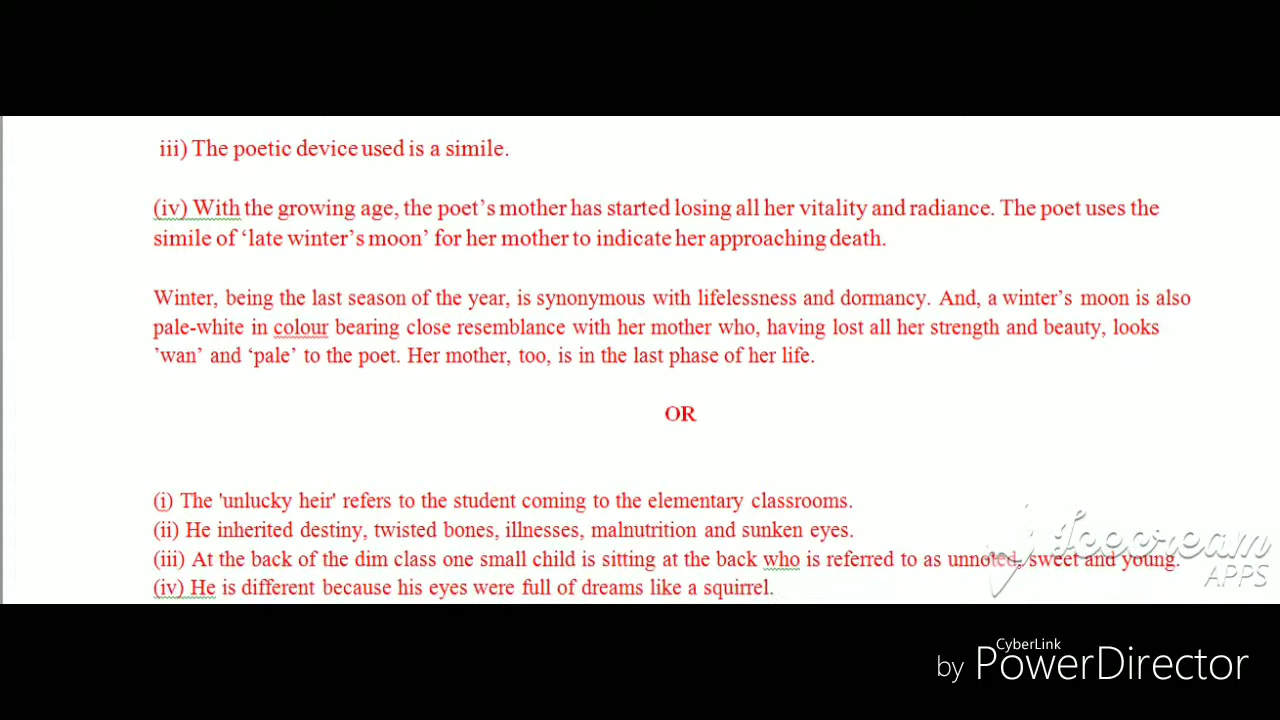 iii) The poetic device used is a simile.
(iv) With the growing age, the poet's mother has started losing all her vitality and radiance. The poet uses the
simile of ‘late winter's moon’ for her mother to indicate her approaching death.
Winter, being the last season of the year, is synonymous with lifelessness and dormancy. And, a winter's moon is also
pale-white in colour bearing close resemblance with her mother who, having lost all her strength and beauty, looks
’wan’ and ‘pale’ to the poet. Her mother, too, is in the last phase of her life.
OR
(i) The 'unlucky heir' refers to the student coming to the elementary classrooms.
(ii) He inherited destiny, twisted bones, illnesses, malnutrition and sunken eyes.
(iii) At the back of the dim class one small child is sitting at the back who is referred to as unnoted, sweet and young.
(iv) He is different because his eyes were full of dreams like a squirrel.
Icecream
APPS
CyberLink
by PowerDirector